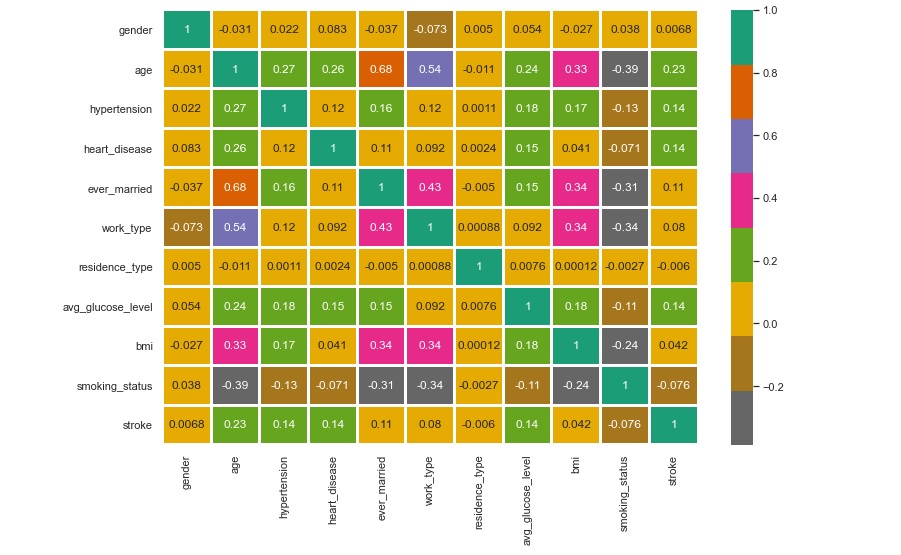 gender 1 -0.031 0.022 0.083 -0.037 -0.073 0.005 0.054 -0.027 0.038 0.0068
age -0.031 1 0.27 0.26 0.68 0.54 -0.011 0.24 0.33 -0.39 0.23
hypertension 0.022 0.27 1 0.12 0.16 0.12 0.0011 0.18 0.17 -0.13 0.14
heart_disease 0.083 0.26 0.12 1 0.11 0.092 0.0024 0.15 0.041 -0.071 0.14
ever_married -0.037 0.68 0.16 0.11 1 0.43 -0.005 0.15 0.34 -0.31 0.11
work_type -0.073 0.54 0.12 0.092 0.43 1 0.00088 0.092 0.34 -0.34 0.08
residence_type 0.005 -0.011 0.0011 0.0024 -0.005 0.00088 1 0.0076 0.00012 -0.0027 -0.006
avg_glucose_level 0.054 0.24 0.18 0.15 0.15 0.092 0.0076 1 0.18 -0.11 0.14
bmi -0.027 0.33 0.17 0.041 0.34 0.34 0.00012 0.18 1 -0.24 0.042
smoking_status 0.038 -0.39 -0.13 -0.071 -0.31 -0.34 -0.0027 -0.11 -0.24 1 -0.076
stroke 0.0068 0.23 0.14 0.14 0.11 0.08 -0.006 0.14 0.042 -0.076 1
gender age hypertension heart_disease ever_married work_type residence_type avg_glucose_level bmi smoking_status stroke
1.0
0.8
0.6
0.4
0.2
0.0
−0.2